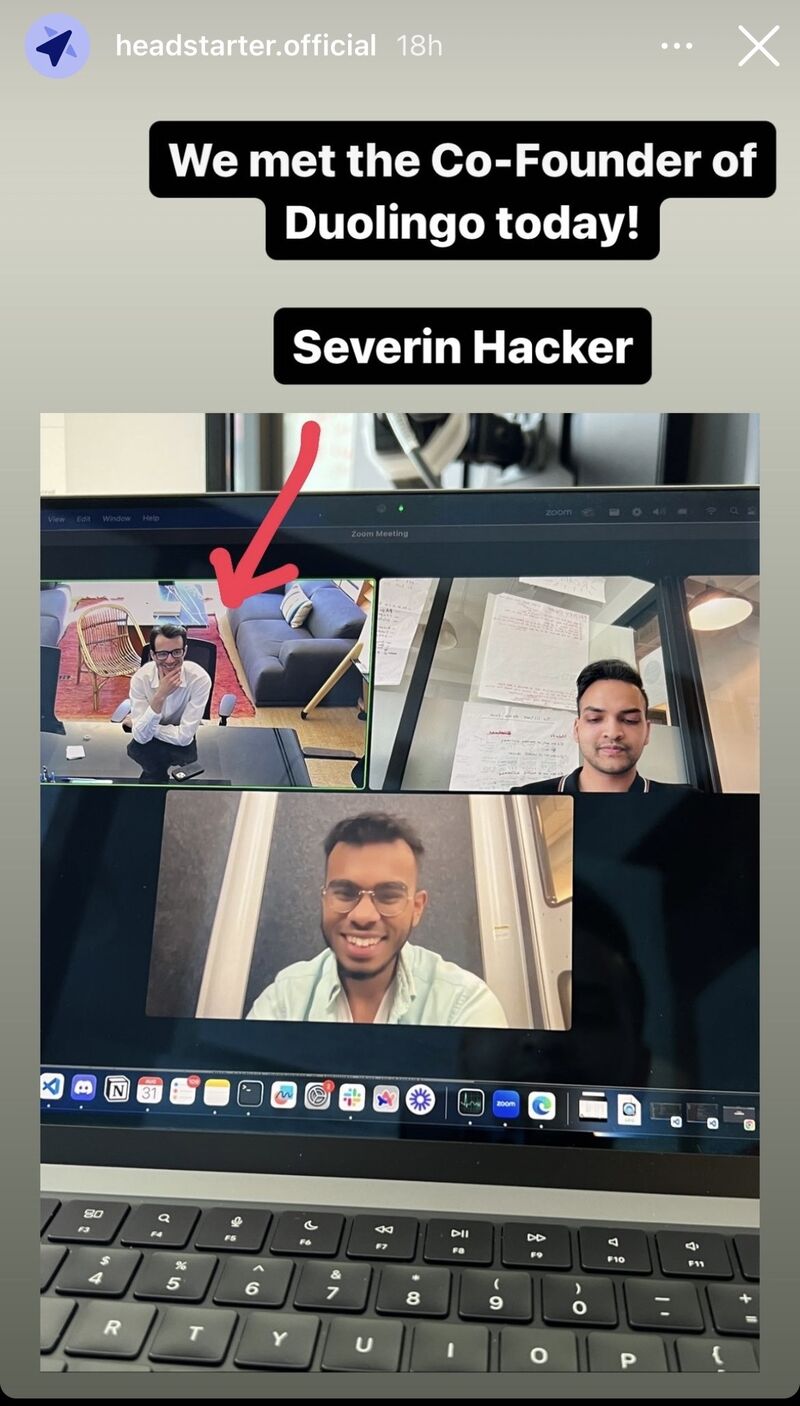 headstarter.official 18h
We met the Co-Founder of
Duolingo today!
Severin Hacker
View Edit Window Help
zoom
Zoom Meeting
AUG
31
zoom
F3 F4 F5 F6 F7 F8 F9 F10 F11
$ % ^ & * ( ) _ +
4 5 6 7 8 9 0 - =
R T Y U I O P {